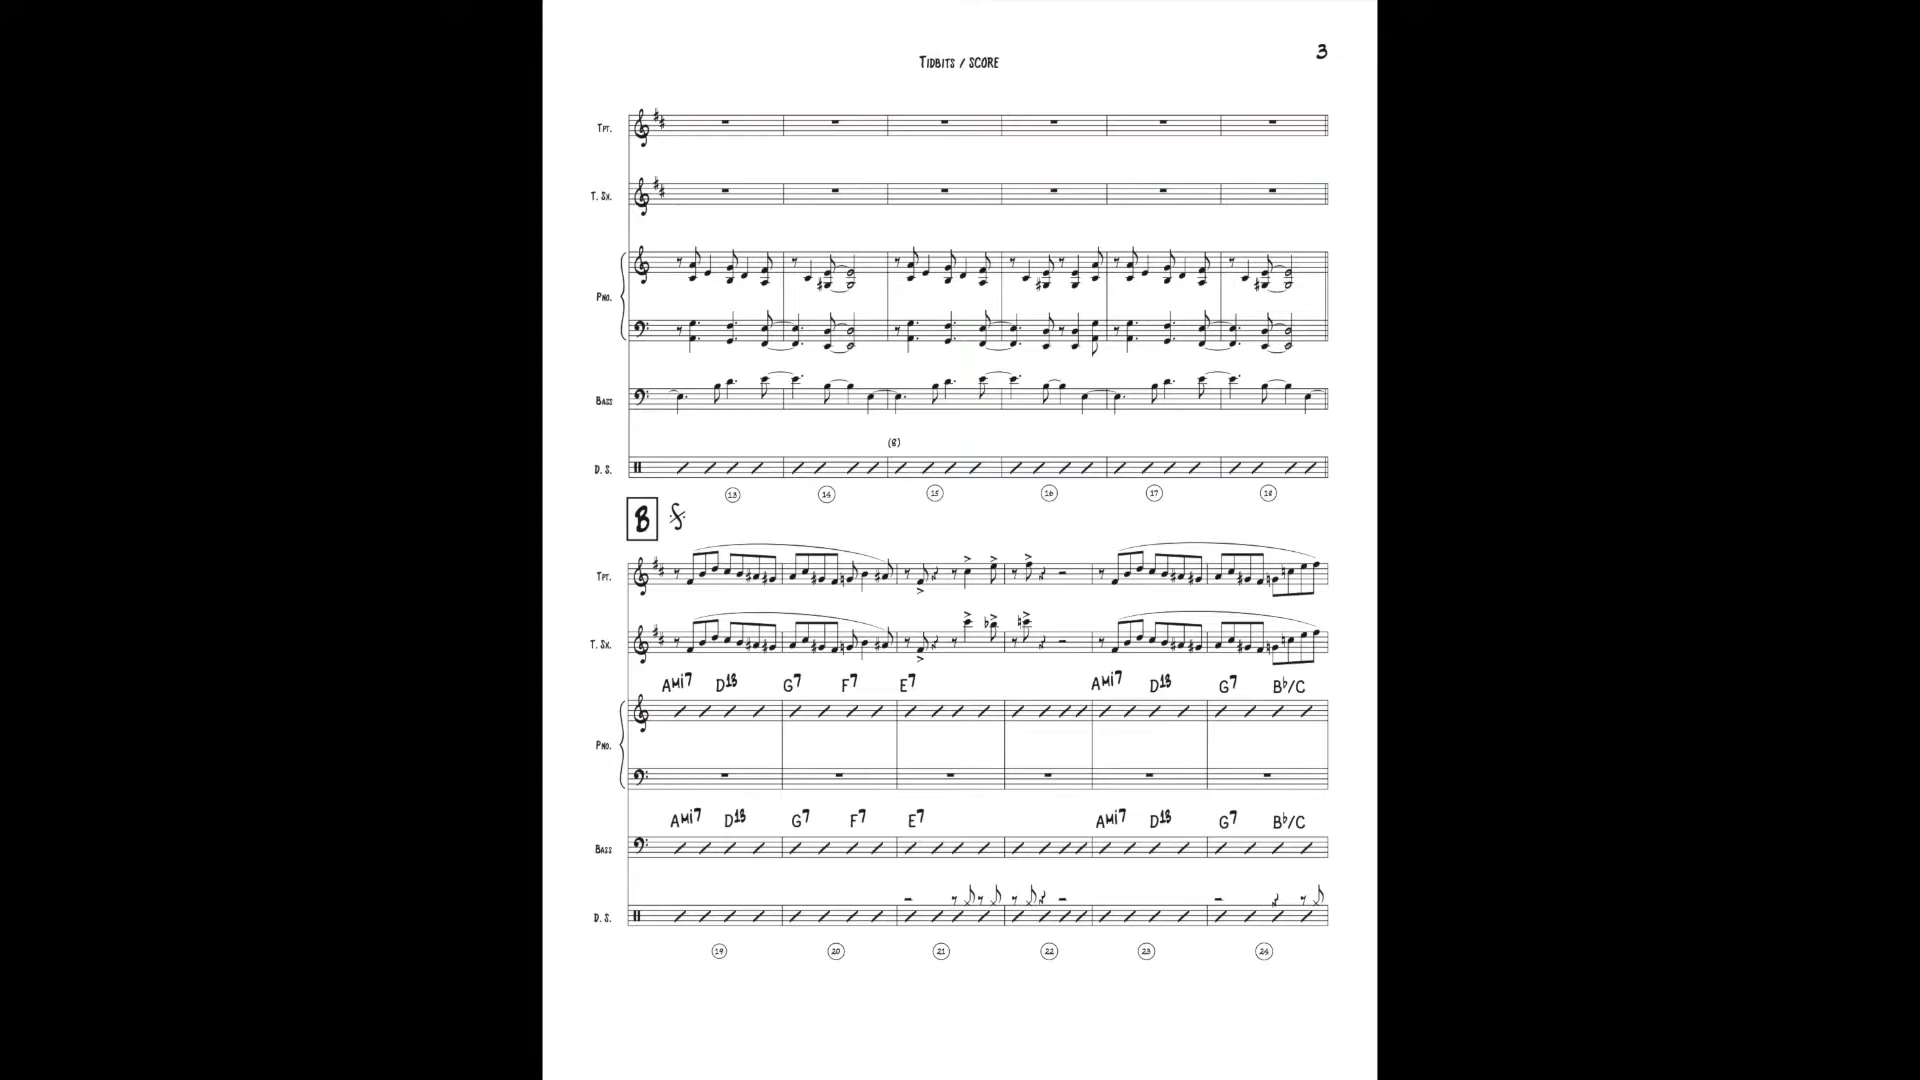 3
Tidbits / SCORE
Tpt.
T. Sx.
Pno.
Bass
(8)
D. S.
13 14 15 16 17 18
B
Tpt.
T. Sx.
AMi7 D13 G7 F7 E7 AMi7 D13 G7 Bb/C
Pno.
AMi7 D13 G7 F7 E7 AMi7 D13 G7 Bb/C
Bass
D. S.
19 20 21 22 23 24